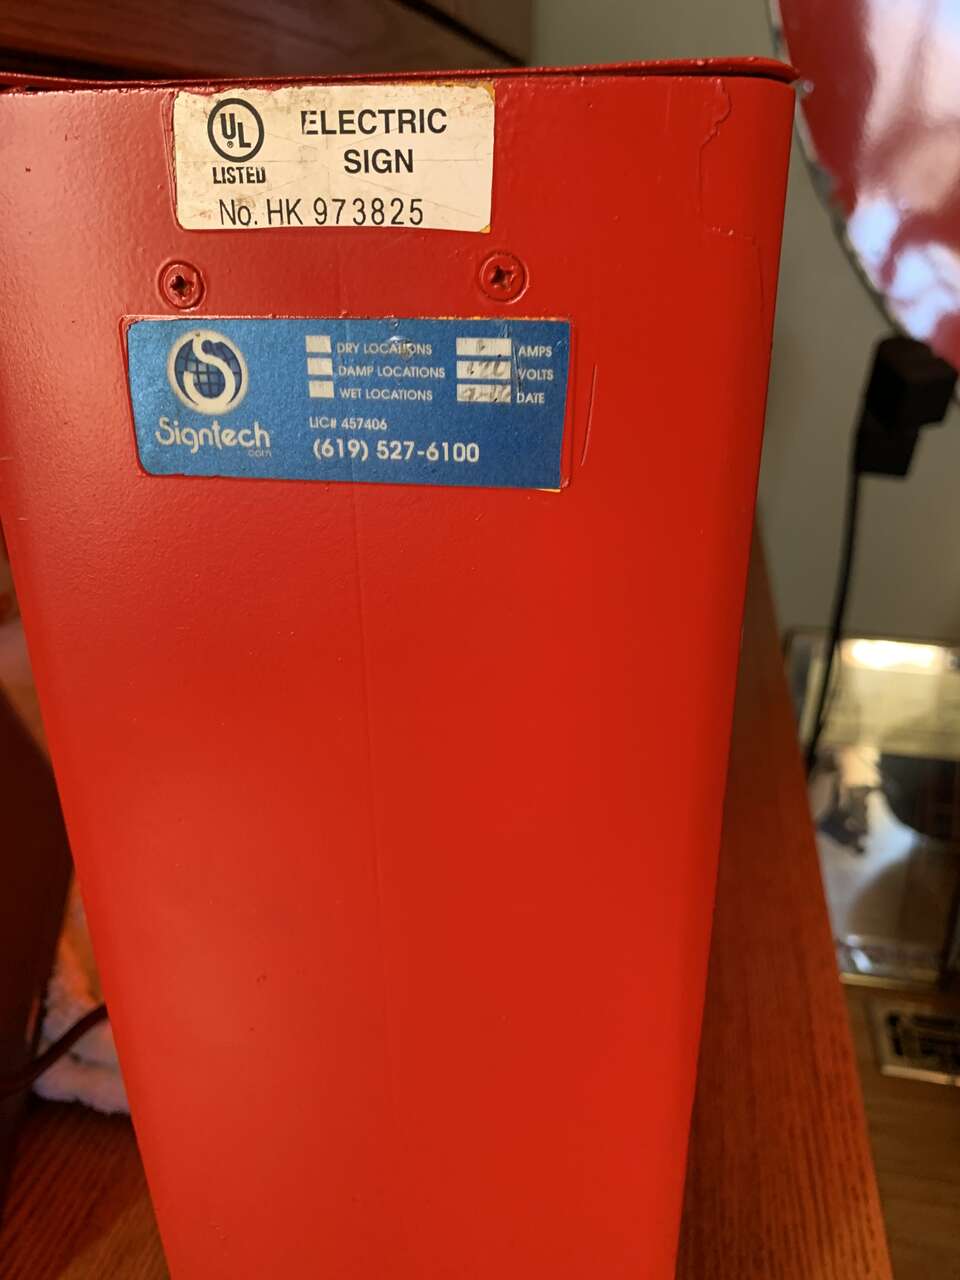 UL
®
LISTED
ELECTRIC
SIGN
No. HK 973825
S
Signtech
.com
DRY LOCATIONS
DAMP LOCATIONS
WET LOCATIONS
AMPS
VOLTS
DATE
LIC# 457406
(619) 527-6100